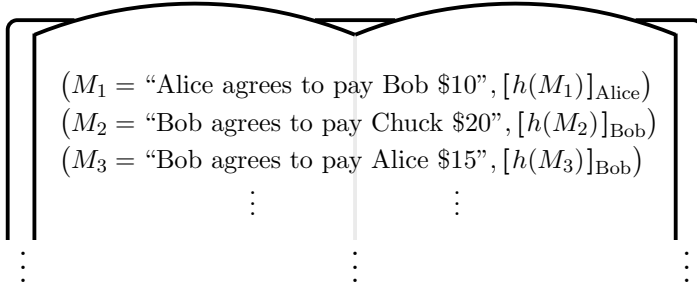 (M₁ = “Alice agrees to pay Bob $10”, [h(M₁)]Alice)
(M₂ = “Bob agrees to pay Chuck $20”, [h(M₂)]Bob)
(M₃ = “Bob agrees to pay Alice $15”, [h(M₃)]Bob)
⋮ ⋮
⋮ ⋮ ⋮